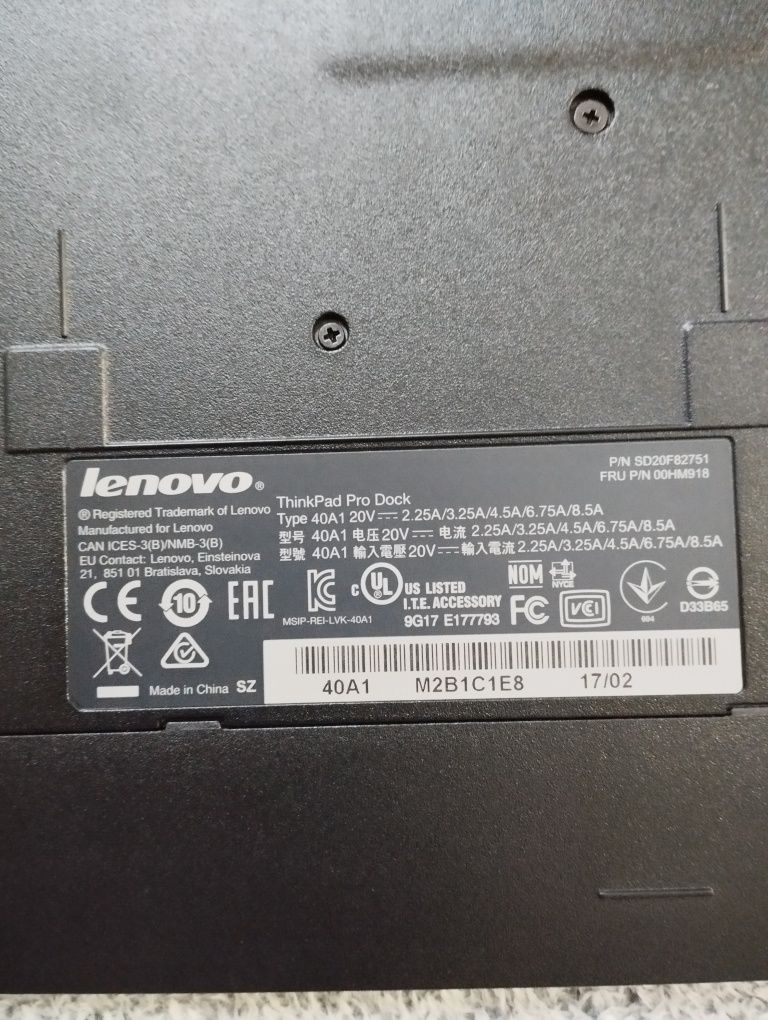 P/N SD20F82751
FRU P/N 00HM918
lenovo®
® Registered Trademark of Lenovo
Manufactured for Lenovo
CAN ICES-3(B)/NMB-3(B)
EU Contact: Lenovo, Einsteinova
21, 851 01 Bratislava, Slovakia
ThinkPad Pro Dock
Type 40A1 20V⎓ 2.25A/3.25A/4.5A/6.75A/8.5A
型号 40A1 电压 20V⎓ 电流 2.25A/3.25A/4.5A/6.75A/8.5A
型號 40A1 輸入電壓 20V⎓ 輸入電流 2.25A/3.25A/4.5A/6.75A/8.5A
CE 10 EAC
MSIP-REI-LVK-40A1
c UL ® US LISTED
I.T.E. ACCESSORY
9G17 E177793
NOM NYCE
FC VCI
004
D33B65
Made in China SZ
40A1 M2B1C1E8 17/02